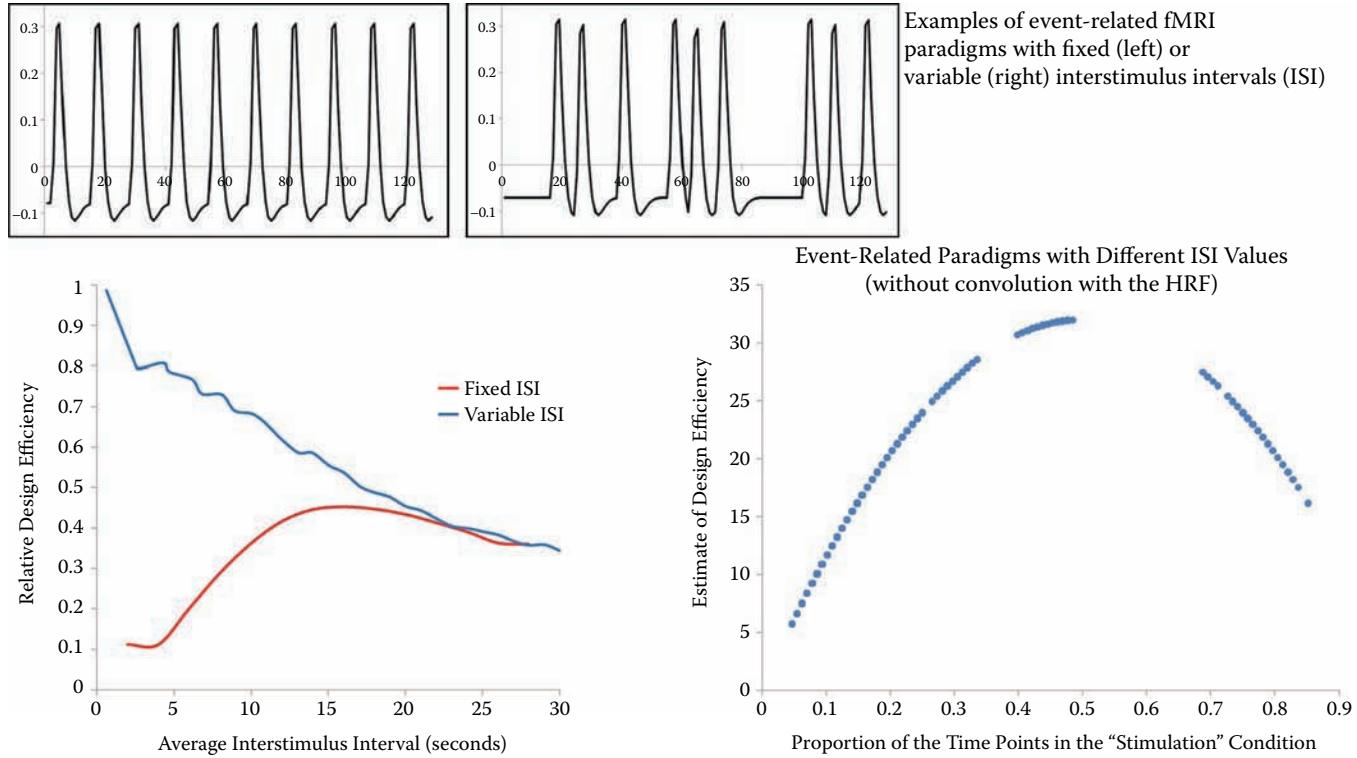 0.3
0.2
0.1
0
−0.1
0 20 40 60 80 100 120
0.3
0.2
0.1
0
−0.1
0 20 40 60 80 100 120
Examples of event-related fMRI
paradigms with fixed (left) or
variable (right) interstimulus intervals (ISI)
1
0.9
0.8
0.7
0.6
0.5
0.4
0.3
0.2
0.1
0
Relative Design Efficiency
Fixed ISI
Variable ISI
0 5 10 15 20 25 30
Average Interstimulus Interval (seconds)
Event-Related Paradigms with Different ISI Values
(without convolution with the HRF)
35
30
25
20
15
10
5
0
Estimate of Design Efficiency
0 0.1 0.2 0.3 0.4 0.5 0.6 0.7 0.8 0.9
Proportion of the Time Points in the “Stimulation” Condition